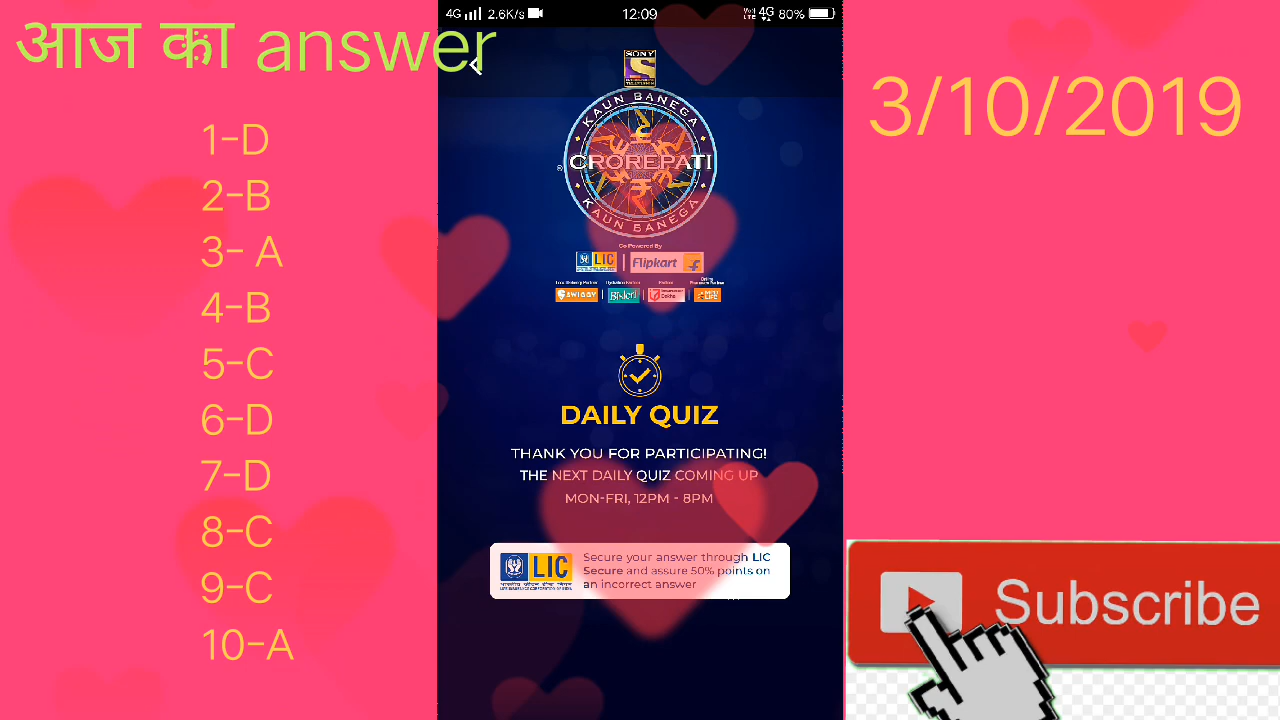 आज का answer
1-D
2-B
3- A
4-B
5-C
6-D
7-D
8-C
9-C
10-A
4G 2.6K/s 12:09 4G 80%
SONY
KAUN BANEGA
CROREPATI
KAUN BANEGA
Co Powered By
LIC Flipkart
SWIGGY Bisleri
DAILY QUIZ
THANK YOU FOR PARTICIPATING!
THE NEXT DAILY QUIZ COMING UP
MON-FRI, 12PM - 8PM
LIC
Secure your answer through LIC
Secure and assure 50% points on
an incorrect answer
3/10/2019
Subscribe